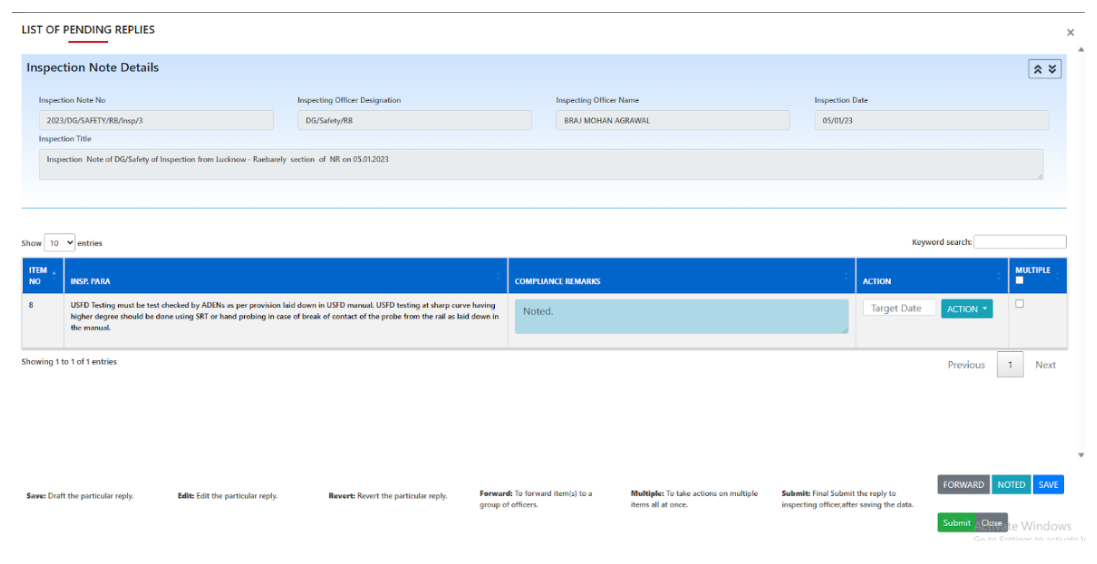 LIST OF PENDING REPLIES
×
Inspection Note Details
Inspection Note No
Inspecting Officer Designation
Inspecting Officer Name
Inspection Date
2023/DG/SAFETY/RB/Insp/3
DG/Safety/RB
BRAJ MOHAN AGRAWAL
05/01/23
Inspection Title
Inspection Note of DG/Safety of Inspection from Lucknow - Raebarely section of NR on 05.01.2023
Show 10 entries
Keyword search:
ITEM NO
INSP. PARA
COMPLIANCE REMARKS
ACTION
MULTIPLE
8
USFD Testing must be test checked by ADENs as per provision laid down in USFD manual. USFD testing at sharp curve having
higher degree should be done using SRT or hand probing in case of break of contact of the probe from the rail as laid down in
the manual.
Noted.
Target Date
ACTION
Showing 1 to 1 of 1 entries
Previous 1 Next
Save: Draft the particular reply.
Edit: Edit the particular reply.
Revert: Revert the particular reply.
Forward: To forward item(s) to a
group of officers.
Multiple: To take actions on multiple
items all at once.
Submit: Final Submit the reply to
inspecting officer,after saving the data.
FORWARD NOTED SAVE
Submit Close
te Windows